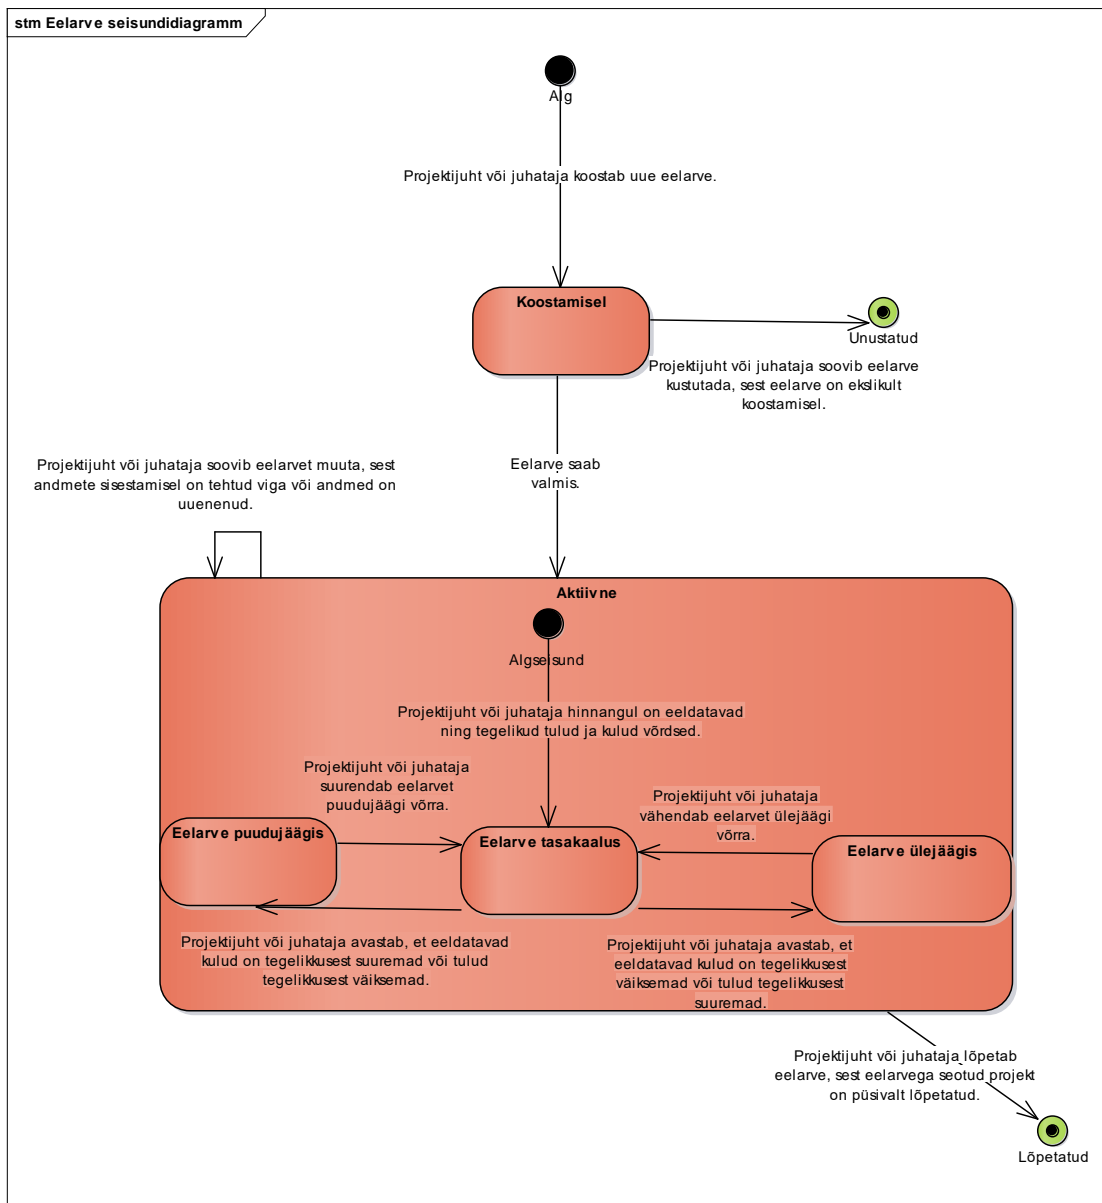 stm Eelarve seisundidiagramm
Alg
Projektijuht või juhataja koostab uue eelarve.
Koostamisel
Unustatud
Projektijuht või juhataja soovib eelarve
kustutada, sest eelarve on ekslikult
koostamisel.
Projektijuht või juhataja soovib eelarvet muuta, sest
andmete sisestamisel on tehtud viga või andmed on
uuenenud.
Eelarve saab
valmis.
Aktiivne
Algseisund
Projektijuht või juhataja hinnangul on eeldatavad
ning tegelikud tulud ja kulud võrdsed.
Projektijuht või juhataja
suurendab eelarvet
puudujäägi võrra.
Projektijuht või juhataja
vähendab eelarvet ülejäägi
võrra.
Eelarve puudujäägis
Eelarve tasakaalus
Eelarve ülejäägis
Projektijuht või juhataja avastab, et eeldatavad
kulud on tegelikkusest suuremad või tulud
tegelikkusest väiksemad.
Projektijuht või juhataja avastab, et
eeldatavad kulud on tegelikkusest
väiksemad või tulud tegelikkusest
suuremad.
Projektijuht või juhataja lõpetab
eelarve, sest eelarvega seotud projekt
on püsivalt lõpetatud.
Lõpetatud